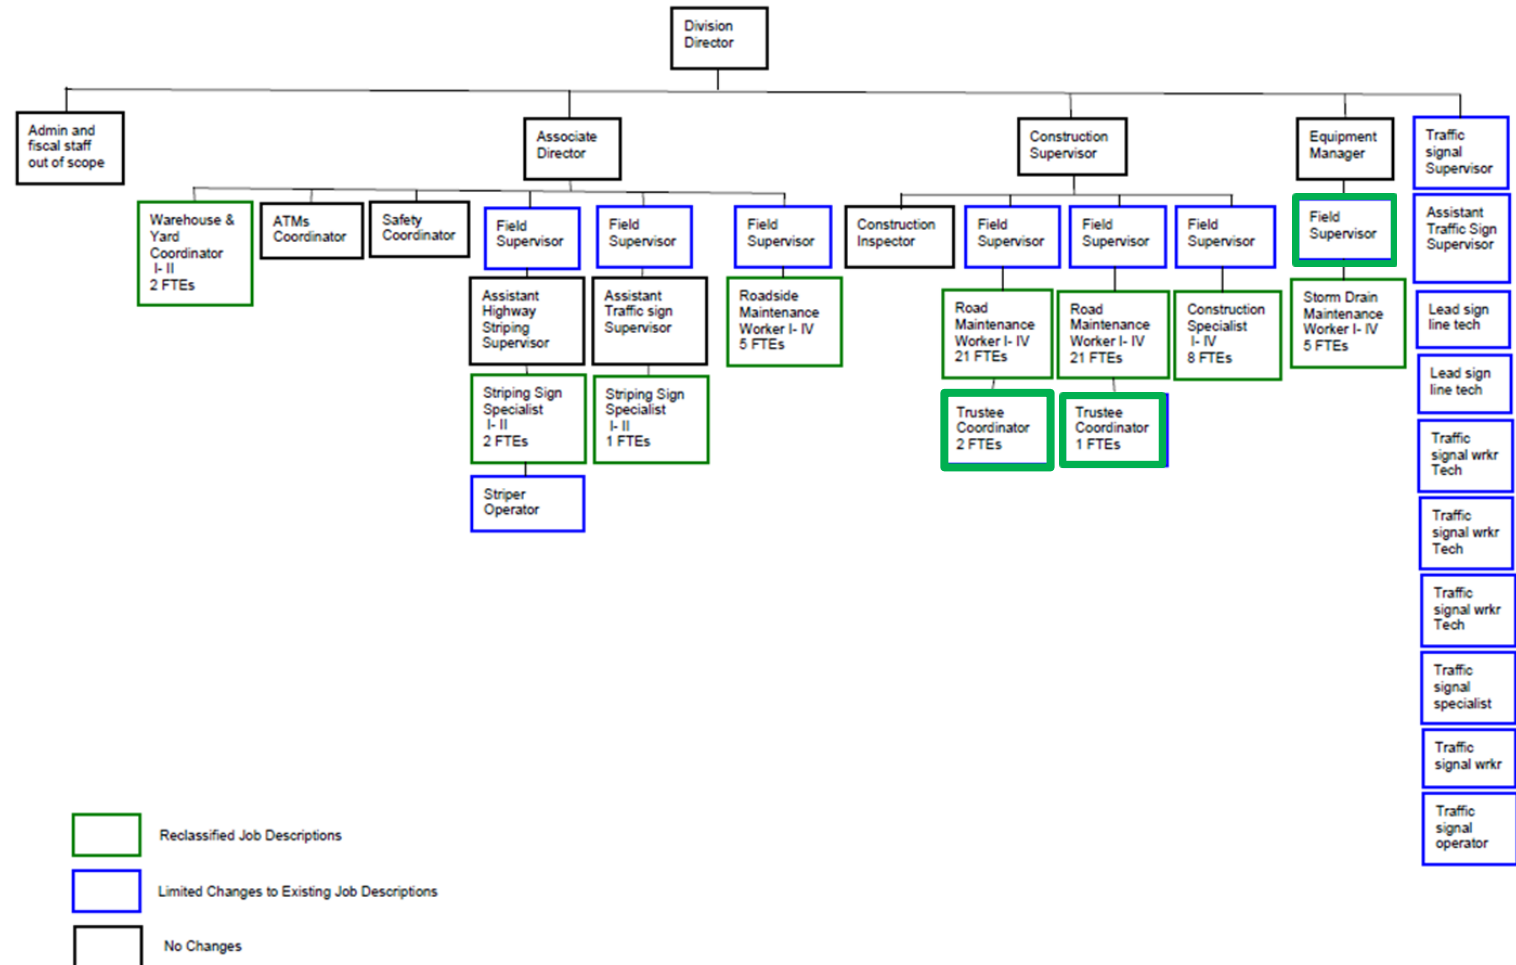 Division
Director
Admin and
fiscal staff
out of scope
Associate
Director
Construction
Supervisor
Equipment
Manager
Traffic
signal
Supervisor
Warehouse &
Yard
Coordinator
I- II
2 FTEs
ATMs
Coordinator
Safety
Coordinator
Field
Supervisor
Field
Supervisor
Field
Supervisor
Construction
Inspector
Field
Supervisor
Field
Supervisor
Field
Supervisor
Field
Supervisor
Assistant
Traffic Sign
Supervisor
Assistant
Highway
Striping
Supervisor
Assistant
Traffic sign
Supervisor
Roadside
Maintenance
Worker I- IV
5 FTEs
Road
Maintenance
Worker I- IV
21 FTEs
Road
Maintenance
Worker I- IV
21 FTEs
Construction
Specialist
I- IV
8 FTEs
Storm Drain
Maintenance
Worker I- IV
5 FTEs
Lead sign
line tech
Lead sign
line tech
Striping Sign
Specialist
I- II
2 FTEs
Striping Sign
Specialist
I- II
1 FTEs
Trustee
Coordinator
2 FTEs
Trustee
Coordinator
1 FTEs
Traffic
signal wrkr
Tech
Striper
Operator
Traffic
signal wrkr
Tech
Traffic
signal wrkr
Tech
Traffic
signal
specialist
Traffic
signal wrkr
Traffic
signal
operator
Reclassified Job Descriptions
Limited Changes to Existing Job Descriptions
No Changes